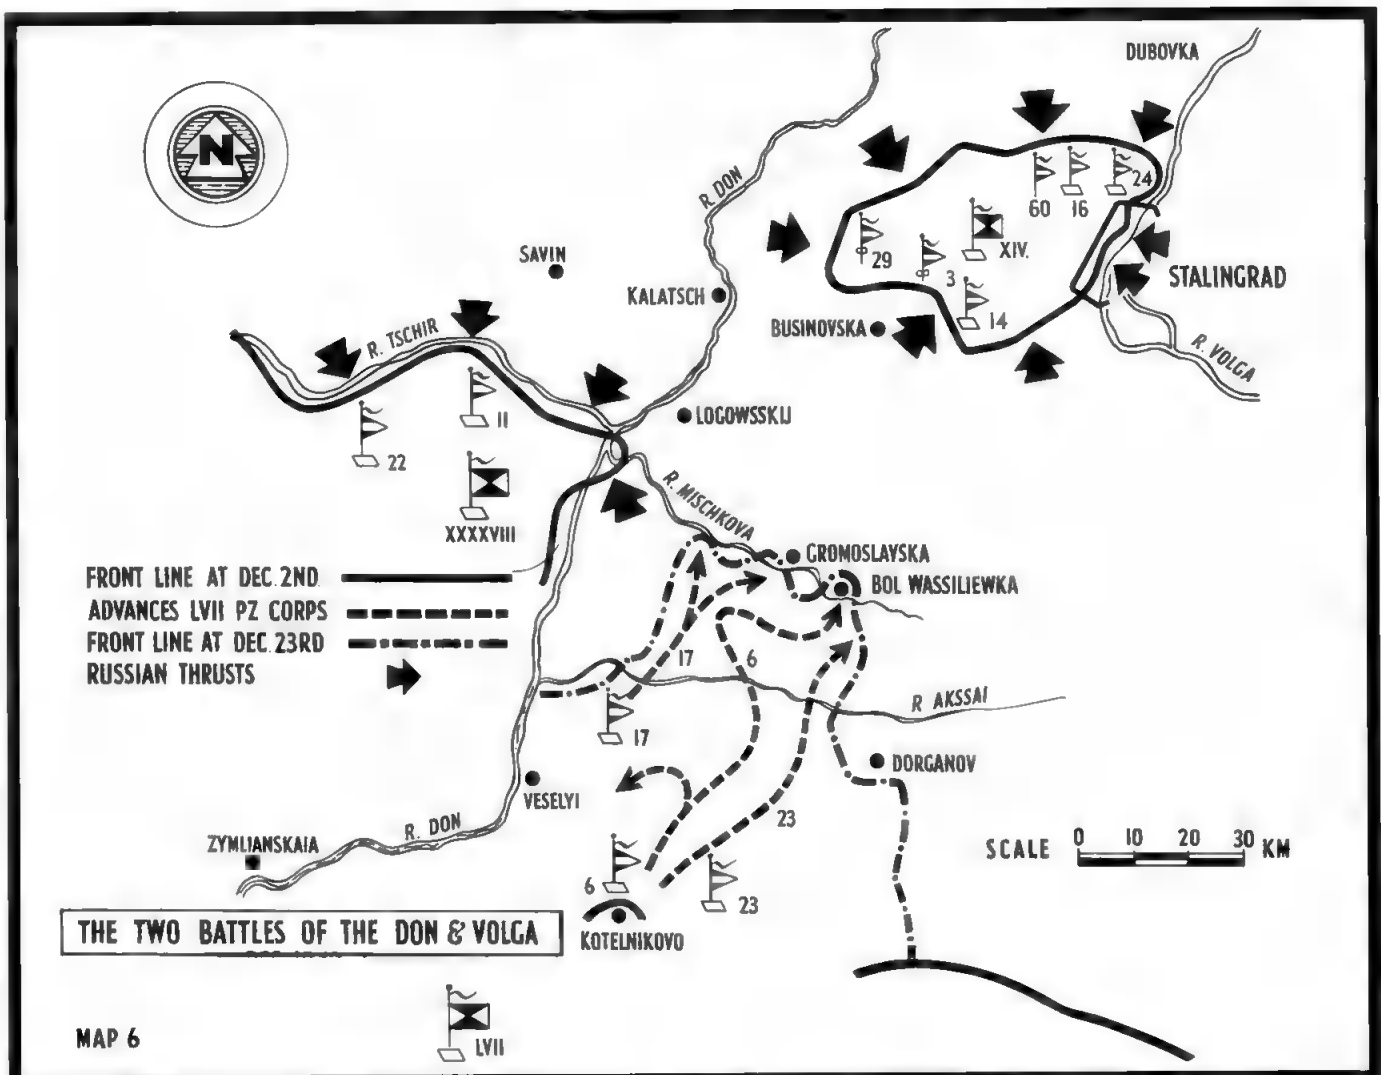 DUBOVKA
N
R. DON
24
60
16
XIV.
29
3
14
STALINGRAD
SAVIN
KALATSCH
BUSINOVSKA
R. VOLGA
R. TSCHIR
LOGOWSSKIJ
11
22
XXXXVIII
R. MISCHKOVA
GROMOSLAVSKA
BOL WASSILIEWKA
FRONT LINE AT DEC. 2ND.
ADVANCES LVII PZ CORPS
FRONT LINE AT DEC. 23RD
RUSSIAN THRUSTS
17
6
R AKSSAI
17
DORGANOV
VESELYI
23
R. DON
ZYMLIANSKAIA
SCALE 0 10 20 30 KM
6
23
THE TWO BATTLES OF THE DON & VOLGA
KOTELNIKOVO
MAP 6
LVII